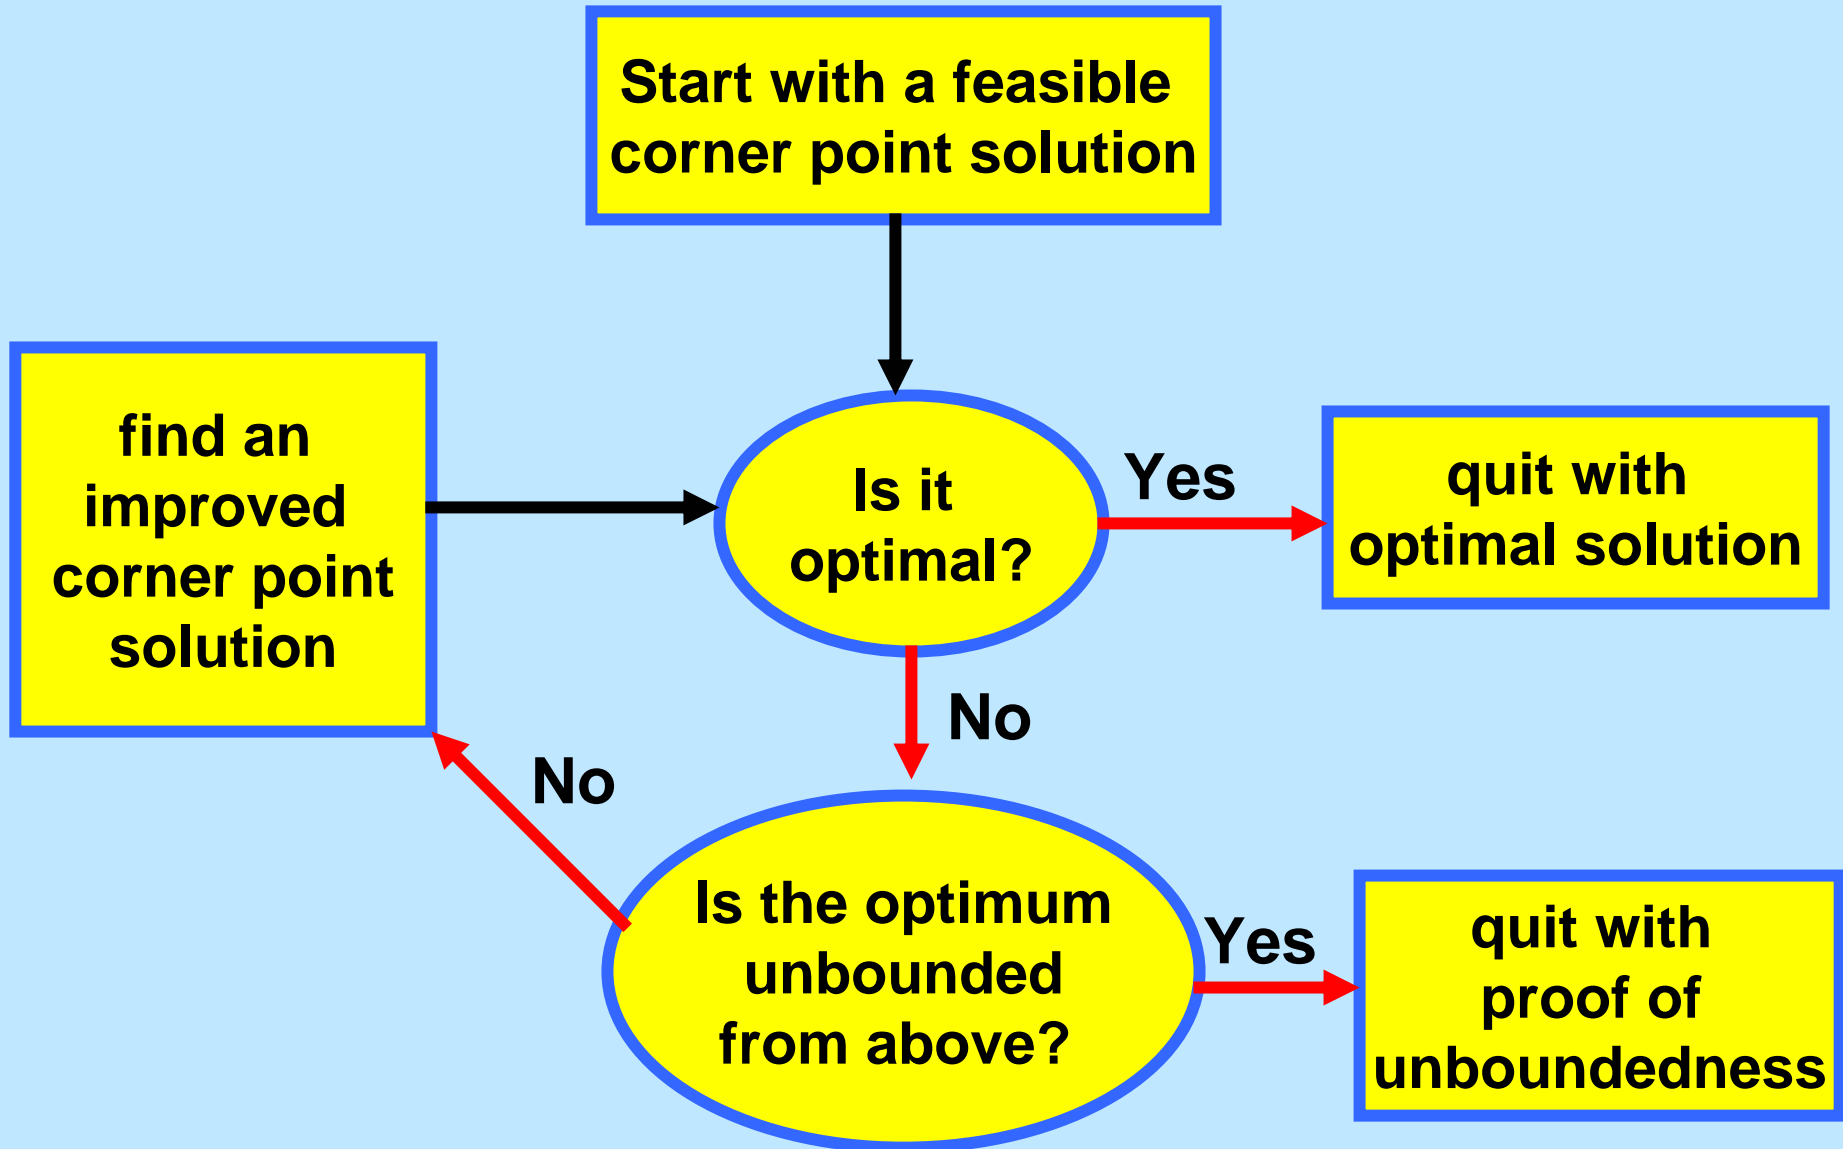 Start with a feasible
corner point solution
find an
improved
corner point
solution
Is it
optimal?
Yes
quit with
optimal solution
No
No
Is the optimum
unbounded
from above?
Yes
quit with
proof of
unboundedness